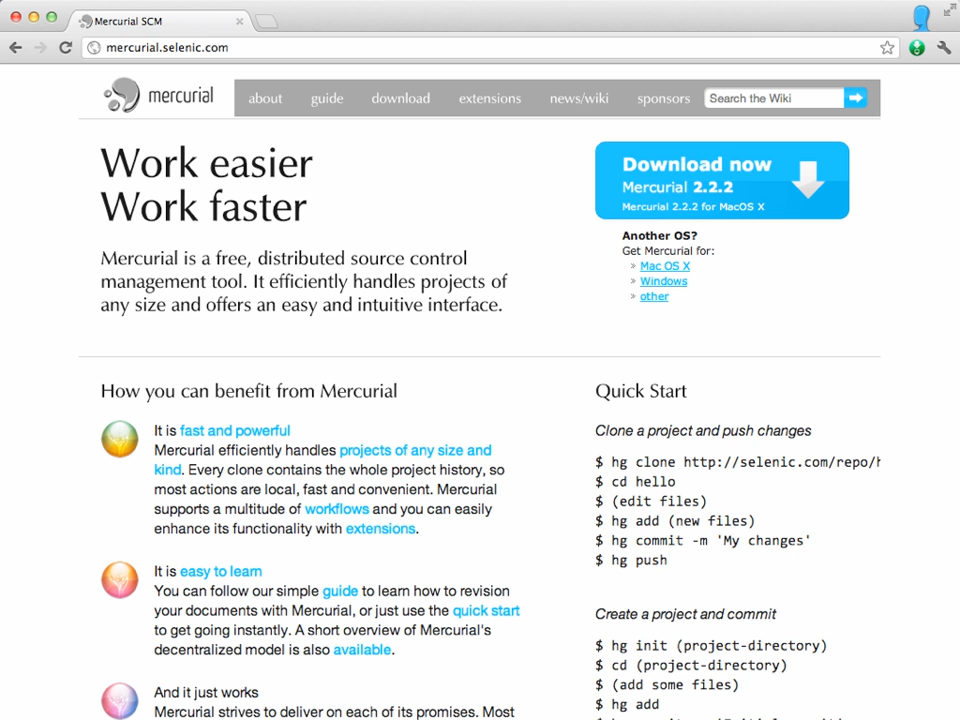 Mercurial SCM
mercurial.selenic.com
mercurial
about guide download extensions news/wiki sponsors Search the Wiki
Work easier
Work faster
Mercurial is a free, distributed source control
management tool. It efficiently handles projects of
any size and offers an easy and intuitive interface.
Download now
Mercurial 2.2.2
Mercurial 2.2.2 for MacOS X
Another OS?
Get Mercurial for:
» Mac OS X
» Windows
» other
How you can benefit from Mercurial
It is fast and powerful
Mercurial efficiently handles projects of any size and
kind. Every clone contains the whole project history, so
most actions are local, fast and convenient. Mercurial
supports a multitude of workflows and you can easily
enhance its functionality with extensions.
It is easy to learn
You can follow our simple guide to learn how to revision
your documents with Mercurial, or just use the quick start
to get going instantly. A short overview of Mercurial's
decentralized model is also available.
And it just works
Mercurial strives to deliver on each of its promises. Most
Quick Start
Clone a project and push changes
$ hg clone http://selenic.com/repo/h
$ cd hello
$ (edit files)
$ hg add (new files)
$ hg commit -m 'My changes'
$ hg push
Create a project and commit
$ hg init (project-directory)
$ cd (project-directory)
$ (add some files)
$ hg add